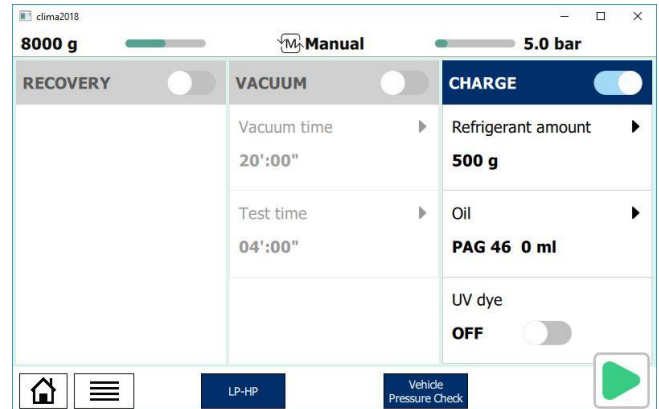 clima2018
8000 g
M Manual
5.0 bar
RECOVERY
VACUUM
CHARGE
Vacuum time
20':00"
Refrigerant amount
500 g
Test time
04':00"
Oil
PAG 46 0 ml
UV dye
OFF
LP-HP
Vehicle
Pressure Check